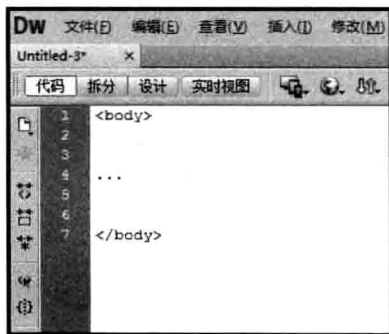 DW 文件(F) 编辑(E) 查看(V) 插入(I) 修改(M)
Untitled-3* ×
代码 拆分 设计 实时视图
1 <body>
2
3
4 ...
5
6
7 </body>